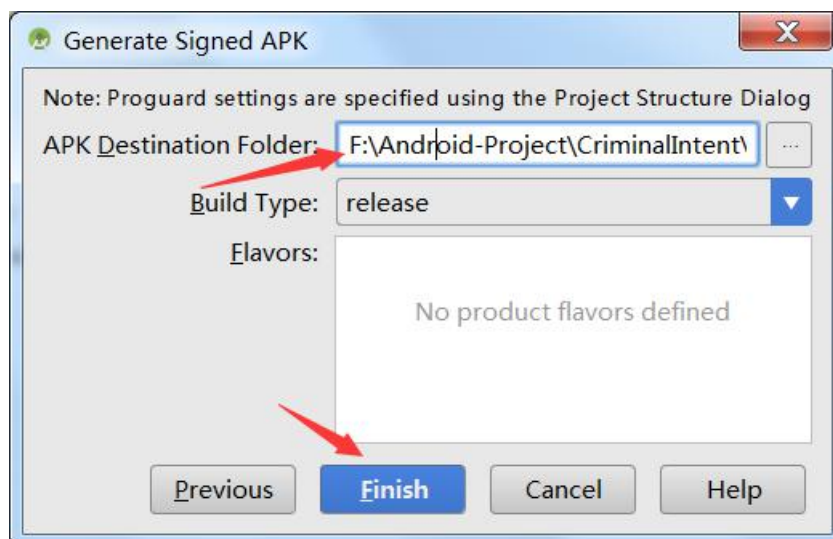 Generate Signed APK
Note: Proguard settings are specified using the Project Structure Dialog
APK Destination Folder: F:\Android-Project\CriminalIntent\ ...
Build Type: release
Flavors:
No product flavors defined
Previous Finish Cancel Help